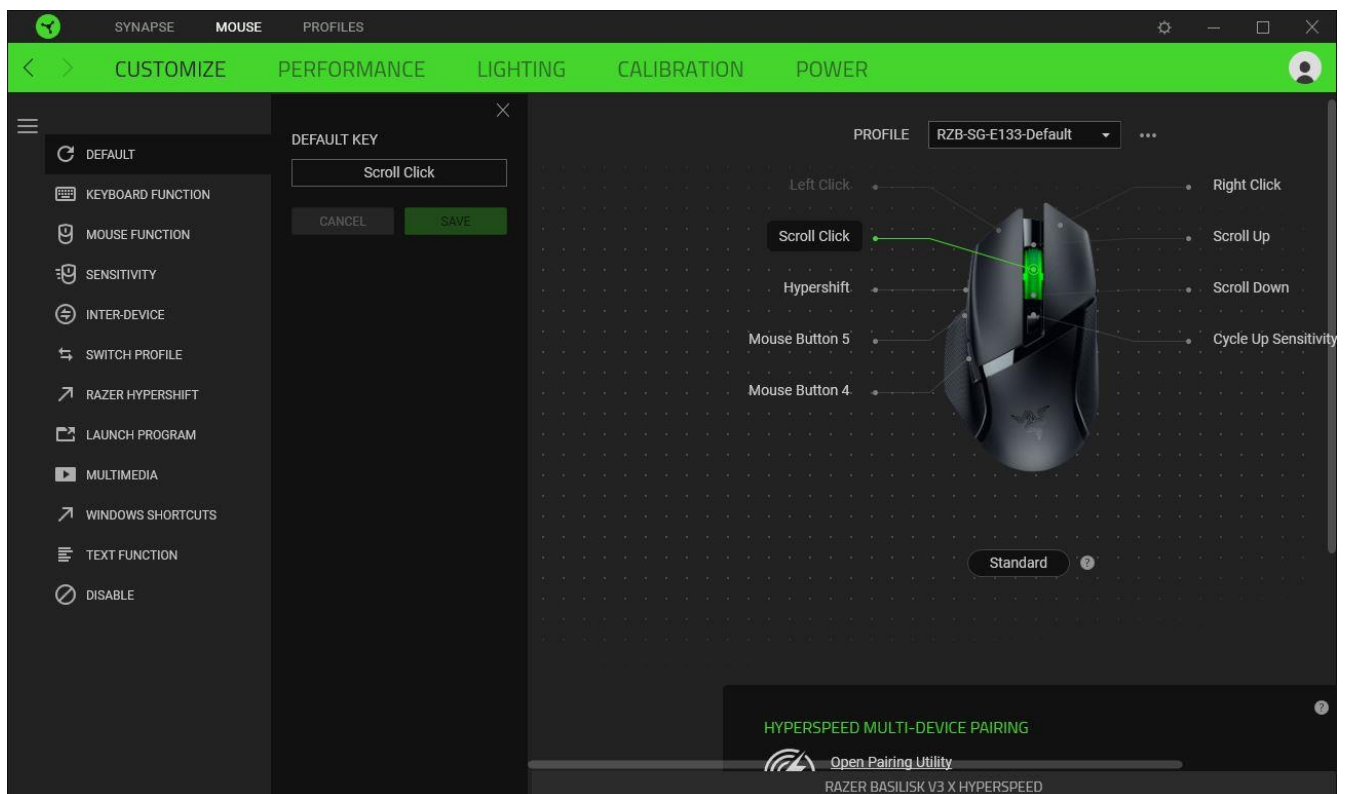 SYNAPSE MOUSE PROFILES
CUSTOMIZE PERFORMANCE LIGHTING CALIBRATION POWER
DEFAULT
KEYBOARD FUNCTION
MOUSE FUNCTION
SENSITIVITY
INTER-DEVICE
SWITCH PROFILE
RAZER HYPERSHIFT
LAUNCH PROGRAM
MULTIMEDIA
WINDOWS SHORTCUTS
TEXT FUNCTION
DISABLE
DEFAULT KEY
Scroll Click
CANCEL SAVE
PROFILE RZB-SG-E133-Default
Left Click
Scroll Click
Hypershift
Mouse Button 5
Mouse Button 4
Right Click
Scroll Up
Scroll Down
Cycle Up Sensitivity
Standard ?
?
HYPERSPEED MULTI-DEVICE PAIRING
Open Pairing Utility
RAZER BASILISK V3 X HYPERSPEED